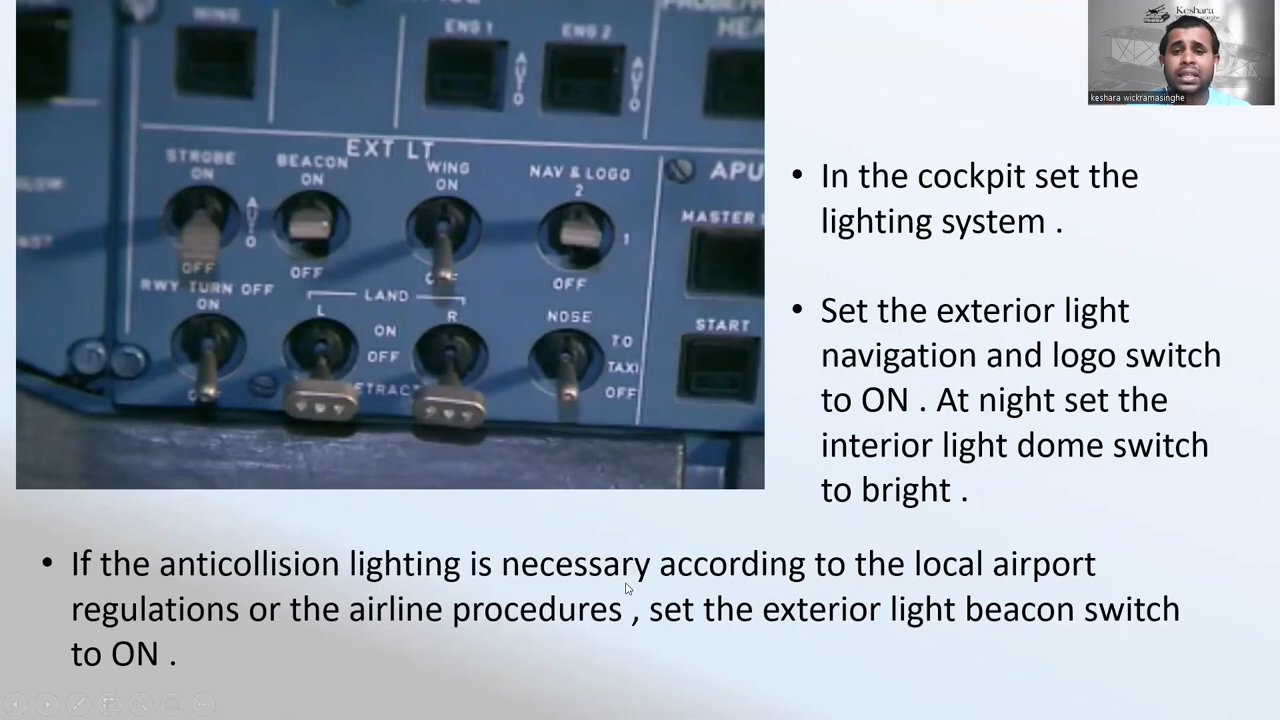 WING
ENG 1
ENG 2
AUTO
AUTO
EXT LT
STROBE
ON
BEACON
ON
WING
ON
NAV & LOGO
2
AUTO
1
OFF
OFF
OFF
RWY TURN OFF
ON
LAND
L
R
ON
OFF
NOSE
TO
TAXI
OFF
APU
MASTER
START
Keshara
keshara wickramasinghe
• In the cockpit set the
lighting system .
• Set the exterior light
navigation and logo switch
to ON . At night set the
interior light dome switch
to bright .
• If the anticollision lighting is necessary according to the local airport
regulations or the airline procedures , set the exterior light beacon switch
to ON .